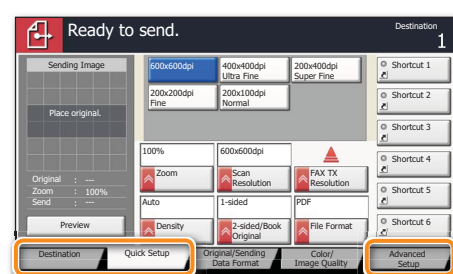 Ready to send.
Destination
1
Sending Image
Place original.
Original : ---
Zoom : 100%
Send : ---
Preview
600x600dpi
400x400dpi
Ultra Fine
200x400dpi
Super Fine
200x200dpi
Fine
200x100dpi
Normal
100%
Zoom
600x600dpi
Scan
Resolution
FAX TX
Resolution
Auto
Density
1-sided
2-sided/Book
Original
PDF
File Format
Shortcut 1
Shortcut 2
Shortcut 3
Shortcut 4
Shortcut 5
Shortcut 6
Destination
Quick Setup
Original/Sending
Data Format
Color/
Image Quality
Advanced
Setup